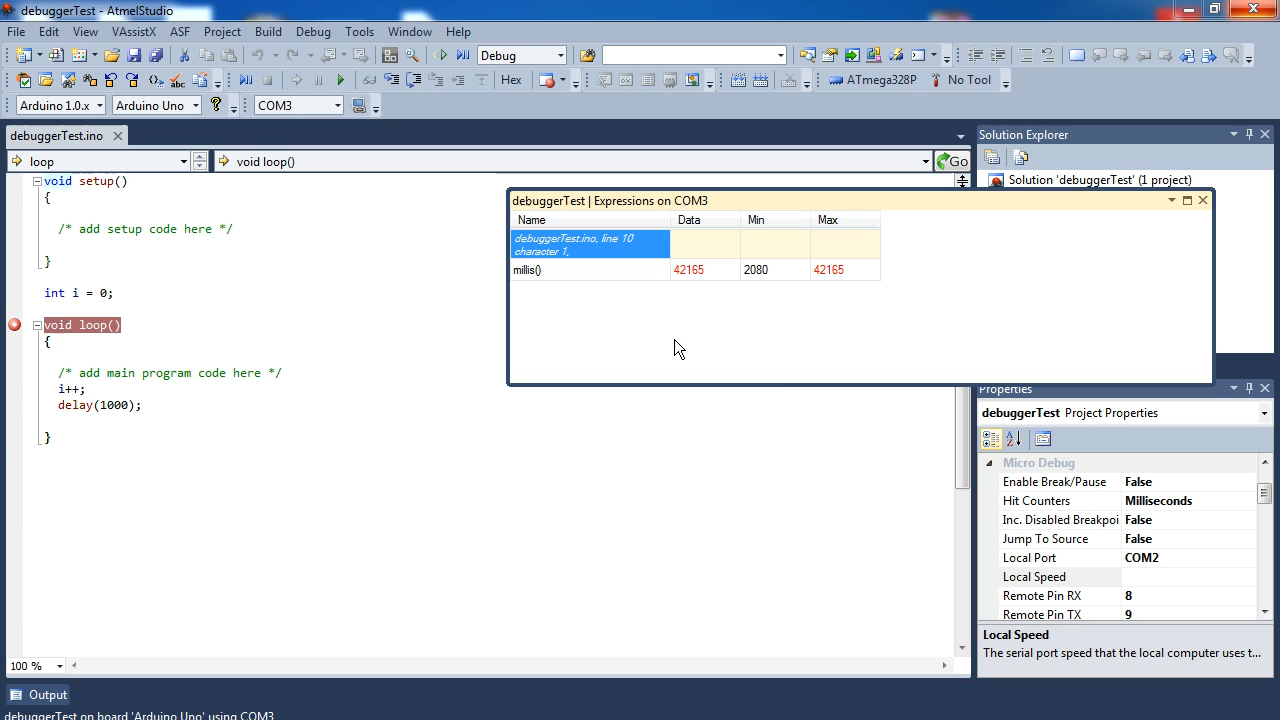 debuggerTest - AtmelStudio
File Edit View VAssistX ASF Project Build Debug Tools Window Help
Debug
Hex ATmega328P No Tool
Arduino 1.0.x Arduino Uno COM3
debuggerTest.ino
loop void loop() Go
void setup()
{
/* add setup code here */
}
int i = 0;
void loop()
{
/* add main program code here */
i++;
delay(1000);
}
100 %
debuggerTest | Expressions on COM3
Name Data Min Max
debuggerTest.ino, line 10
character 1,
millis() 42165 2080 42165
Solution Explorer
Solution 'debuggerTest' (1 project)
Properties
debuggerTest Project Properties
Micro Debug
Enable Break/Pause False
Hit Counters Milliseconds
Inc. Disabled Breakpoi False
Jump To Source False
Local Port COM2
Local Speed
Remote Pin RX 8
Remote Pin TX 9
Local Speed
The serial port speed that the local computer uses t...
Output
debuggerTest on board 'Arduino Uno' using COM3